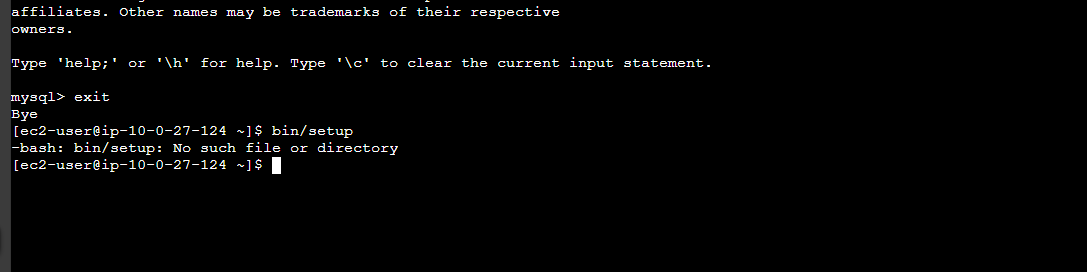 affiliates. Other names may be trademarks of their respective
owners.
Type 'help;' or '\h' for help. Type '\c' to clear the current input statement.
mysql> exit
Bye
[ec2-user@ip-10-0-27-124 ~]$ bin/setup
-bash: bin/setup: No such file or directory
[ec2-user@ip-10-0-27-124 ~]$